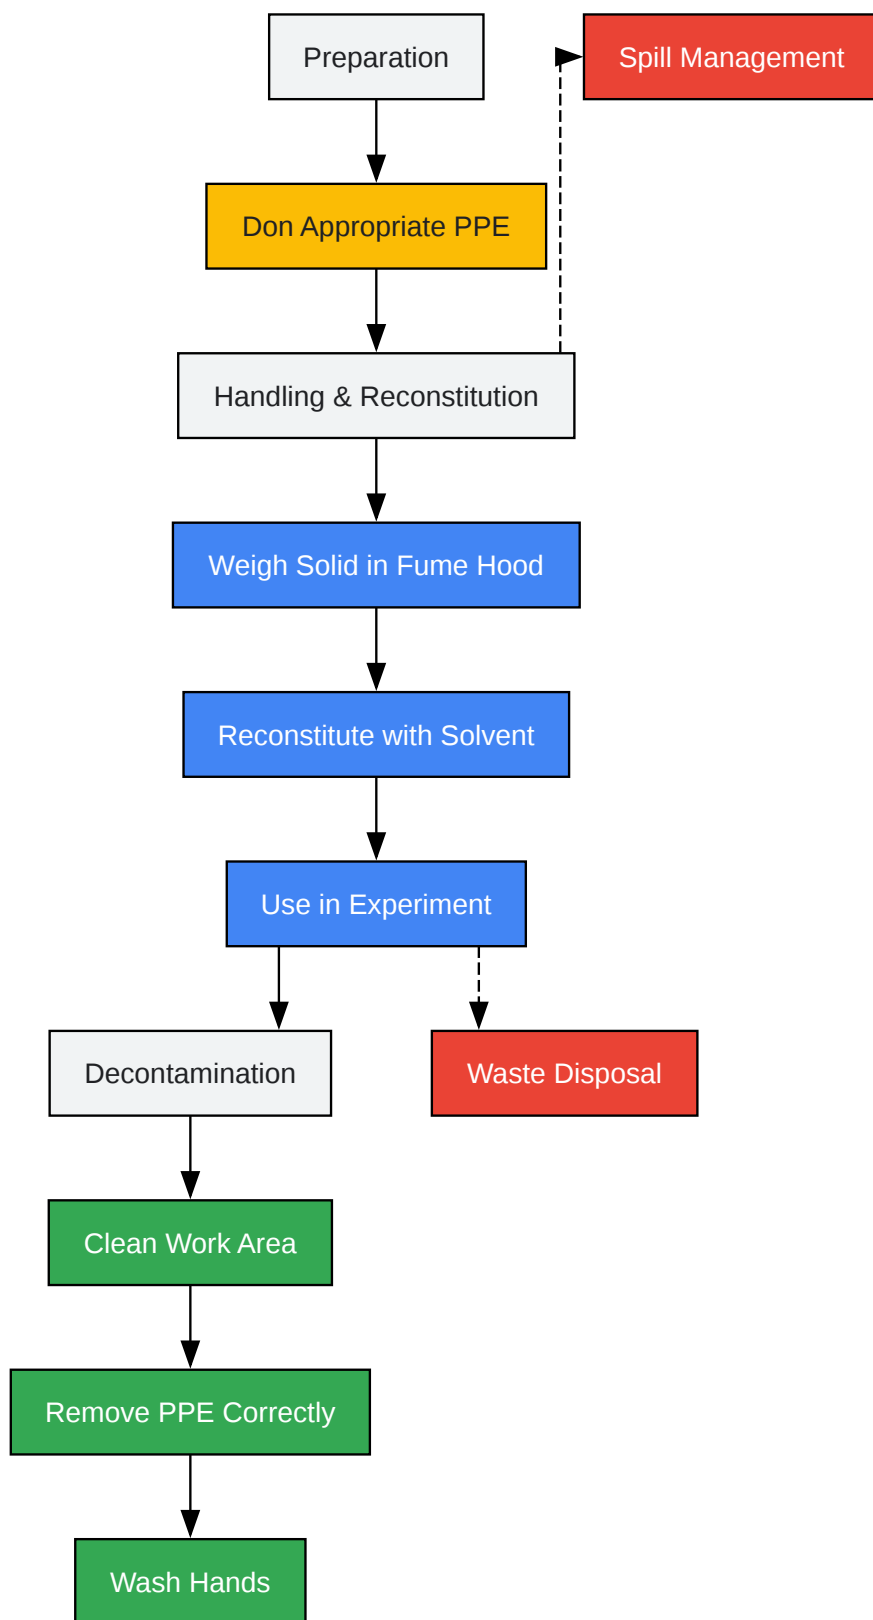 Preparation
Spill Management
Don Appropriate PPE
Handling & Reconstitution
Weigh Solid in Fume Hood
Reconstitute with Solvent
Use in Experiment
Decontamination
Waste Disposal
Clean Work Area
Remove PPE Correctly
Wash Hands